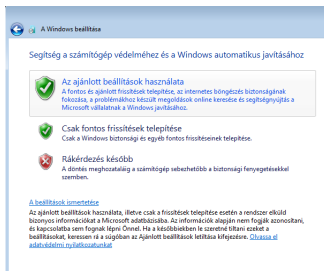 A Windows beállítása
Segítség a számítógép védelméhez és a Windows automatikus javításához
Az ajánlott beállítások használata
A fontos és ajánlott frissítések telepítése, az internetes böngészés biztonságának
fokozása, a problémákhoz készült megoldások online keresése és segítségnyújtás a
Microsoft vállalatnak a Windows javításához.
Csak fontos frissítések telepítése
Csak a Windows biztonsági és egyéb fontos frissítéseinek telepítése.
Rákérdezés később
A döntés meghozataláig a számítógép sebezhetőbb a biztonsági fenyegetésekkel
szemben.
A beállítások ismertetése
Az ajánlott beállítások használata, illetve csak a frissítések telepítése esetén a rendszer elküld
bizonyos információkat a Microsoft adatbázisába. Az információk alapján nem fogják azonosítani,
és kapcsolatba sem fognak lépni Önnel. Ha a későbbiekben le szeretné tiltani ezeket a
beállításokat, keressen rá a súgóban az Ajánlott beállítások letiltása kifejezésre. Olvassa el
adatvédelmi nyilatkozatunkat